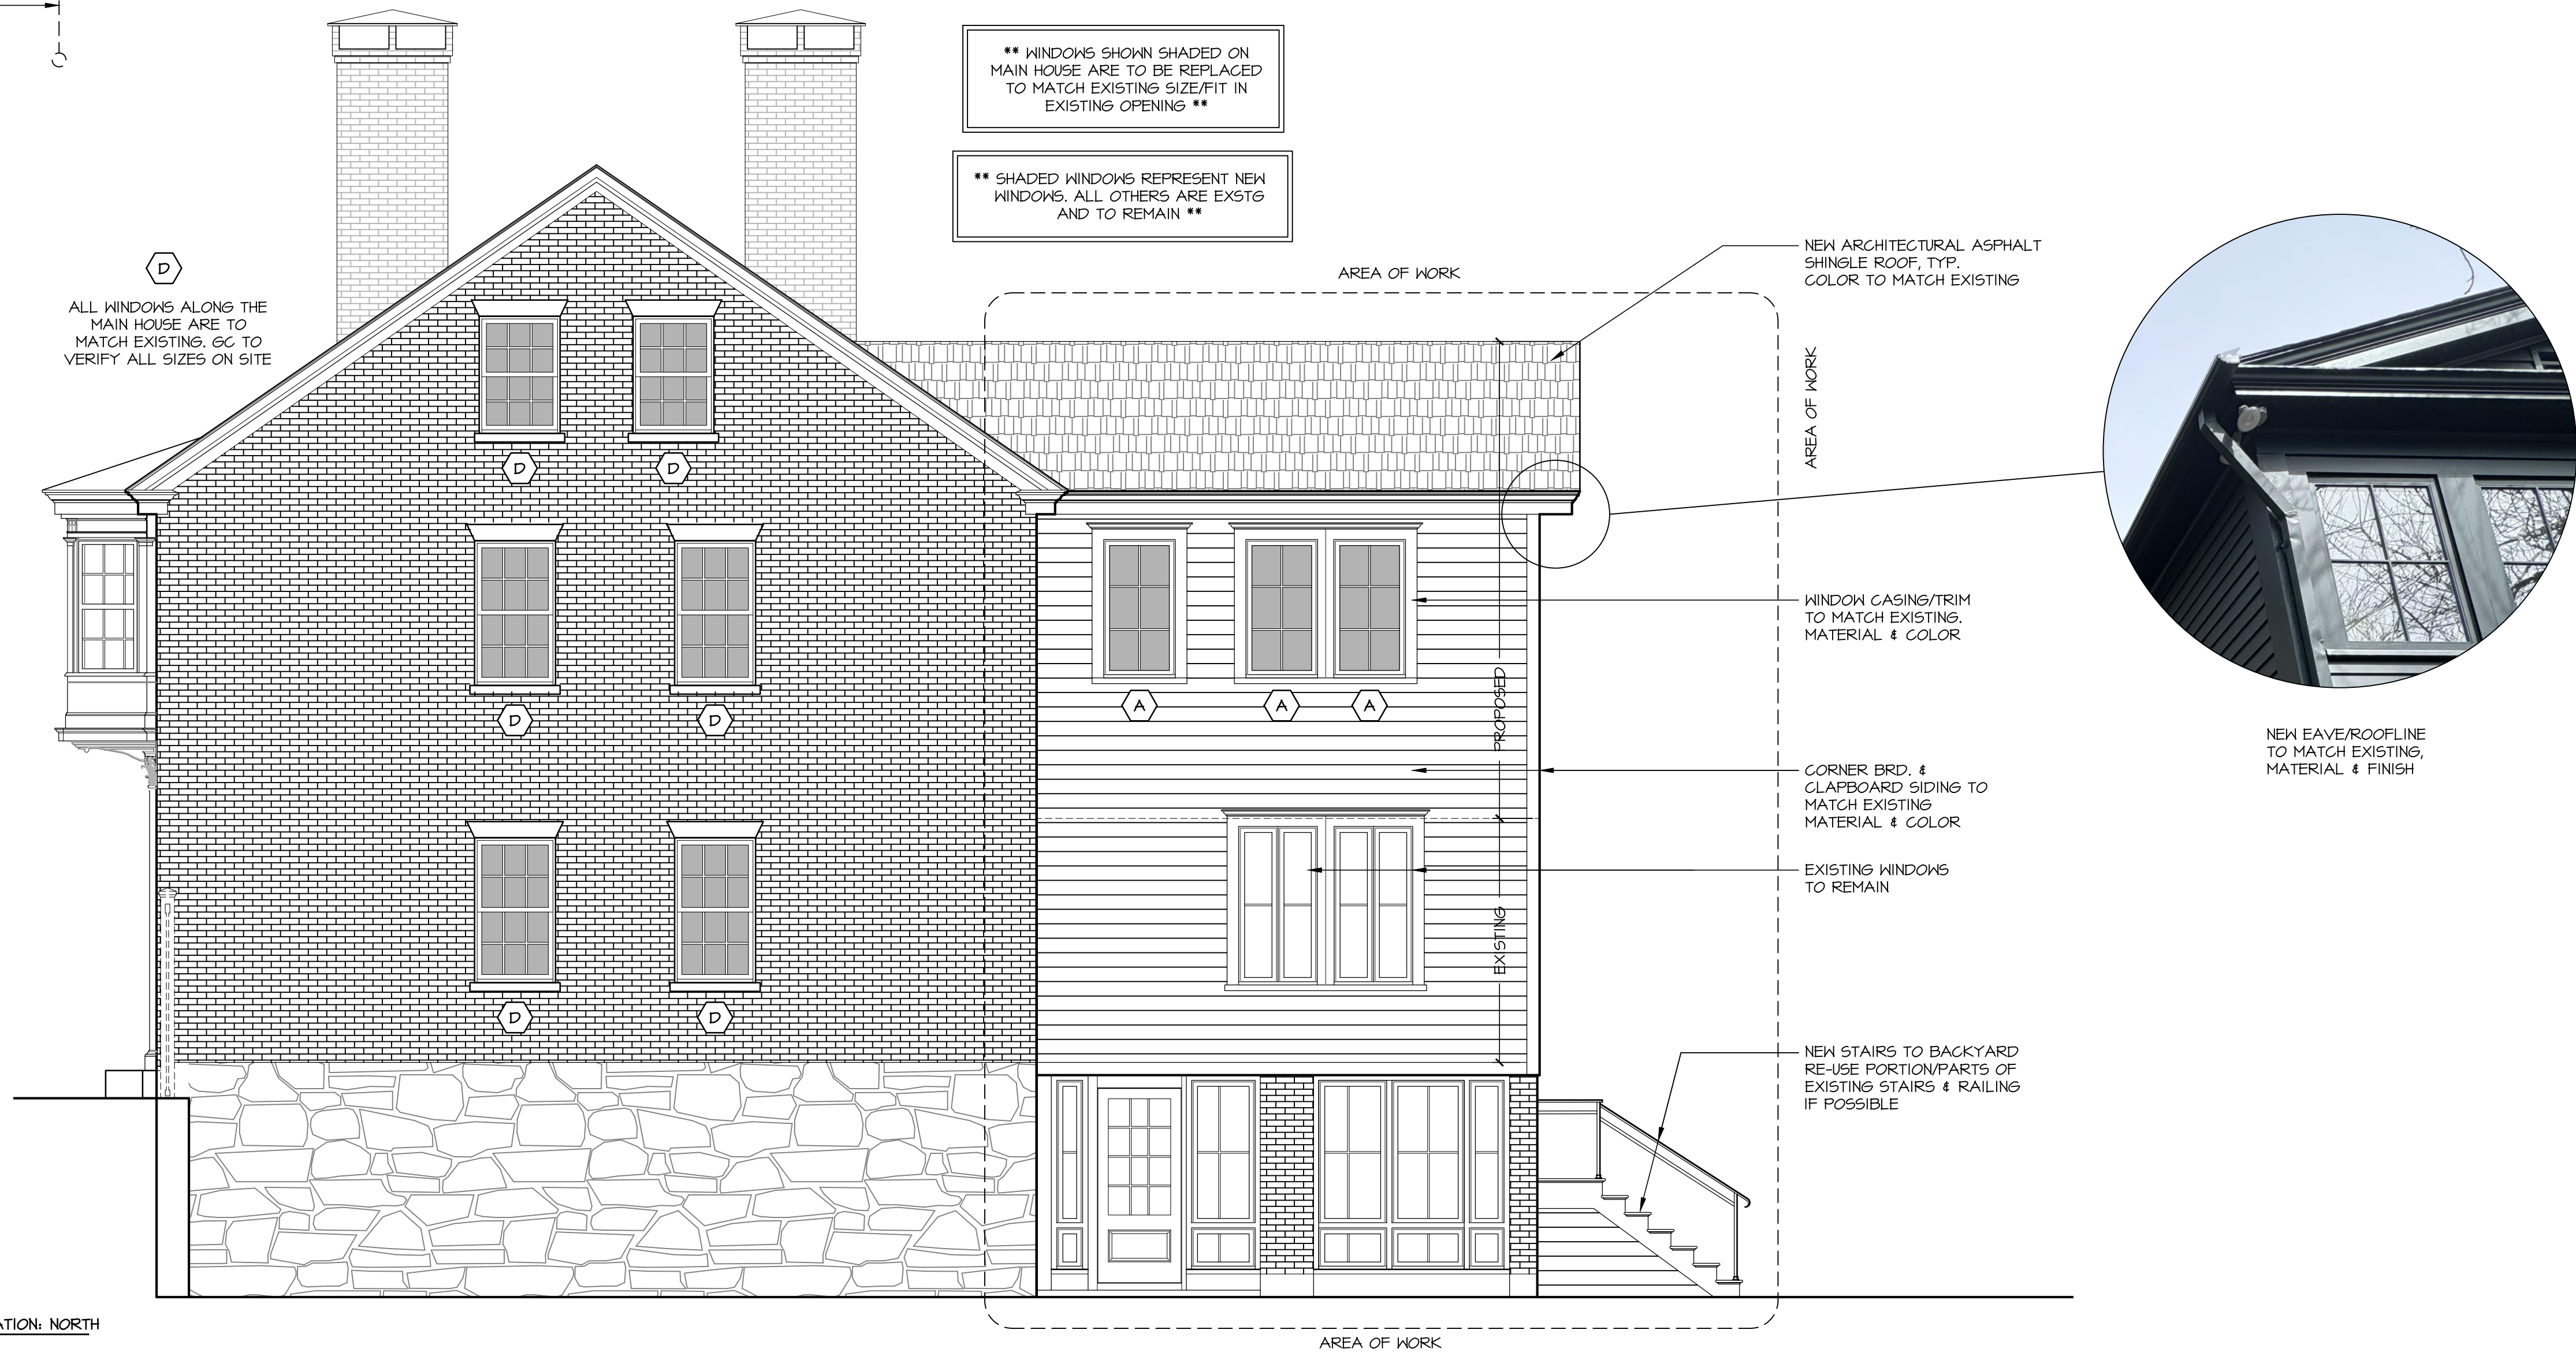 ** WINDOWS SHOWN SHADED ON
MAIN HOUSE ARE TO BE REPLACED
TO MATCH EXISTING SIZE/FIT IN
EXISTING OPENING **
** SHADED WINDOWS REPRESENT NEW
WINDOWS. ALL OTHERS ARE EXSTG
AND TO REMAIN **
D
ALL WINDOWS ALONG THE
MAIN HOUSE ARE TO
MATCH EXISTING. GC TO
VERIFY ALL SIZES ON SITE
AREA OF WORK
NEW ARCHITECTURAL ASPHALT
SHINGLE ROOF, TYP.
COLOR TO MATCH EXISTING
AREA OF WORK
D
D
WINDOW CASING/TRIM
TO MATCH EXISTING.
MATERIAL & COLOR
D
D
A
A
A
PROPOSED
NEW EAVE/ROOFLINE
TO MATCH EXISTING,
MATERIAL & FINISH
CORNER BRD. &
CLAPBOARD SIDING TO
MATCH EXISTING
MATERIAL & COLOR
EXISTING WINDOWS
TO REMAIN
EXISTING
D
D
NEW STAIRS TO BACKYARD
RE-USE PORTION/PARTS OF
EXISTING STAIRS & RAILING
IF POSSIBLE
ATION: NORTH
AREA OF WORK